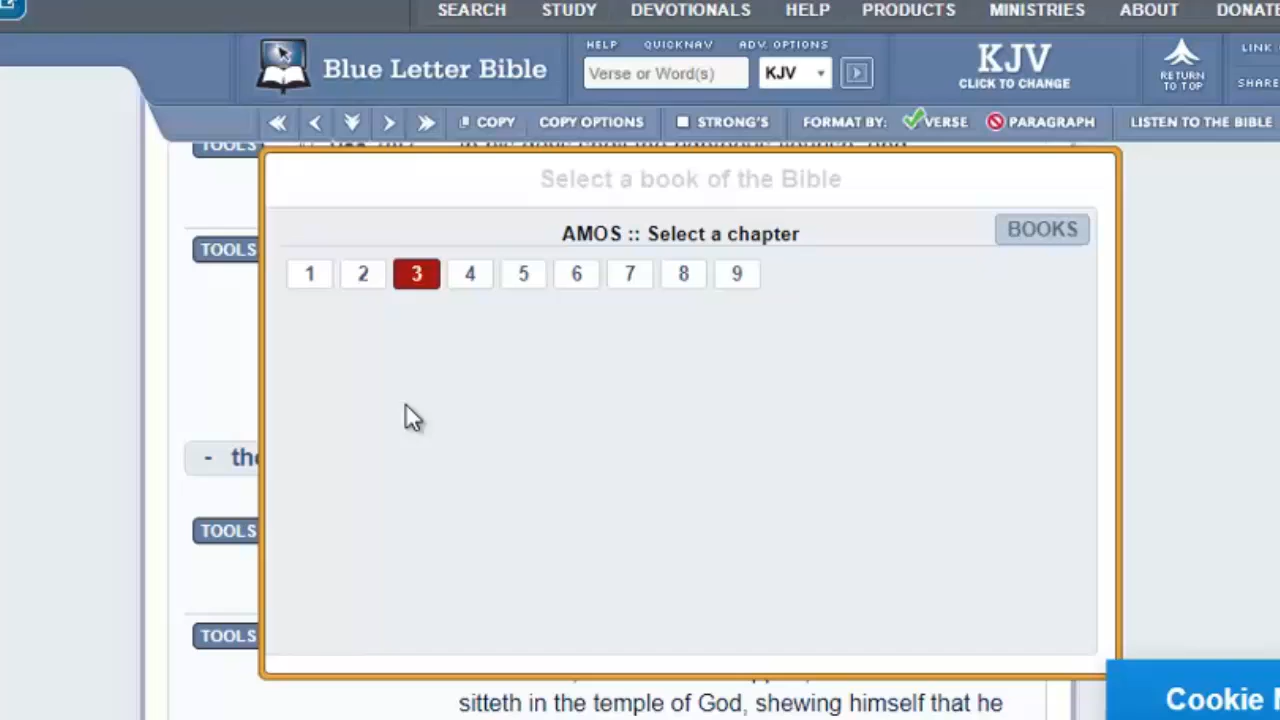 SEARCH STUDY DEVOTIONALS HELP PRODUCTS MINISTRIES ABOUT DONATE
HELP QUICKNAV ADV. OPTIONS
Blue Letter Bible
Verse or Word(s) KJV
KJV
CLICK TO CHANGE
RETURN
TO TOP
LINK
SHARE
COPY COPY OPTIONS STRONG'S FORMAT BY: VERSE PARAGRAPH LISTEN TO THE BIBLE
TOOLS
Select a book of the Bible
AMOS :: Select a chapter BOOKS
TOOLS
1 2 3 4 5 6 7 8 9
- the
TOOLS
TOOLS
Cookie
sitteth in the temple of God, shewing himself that he